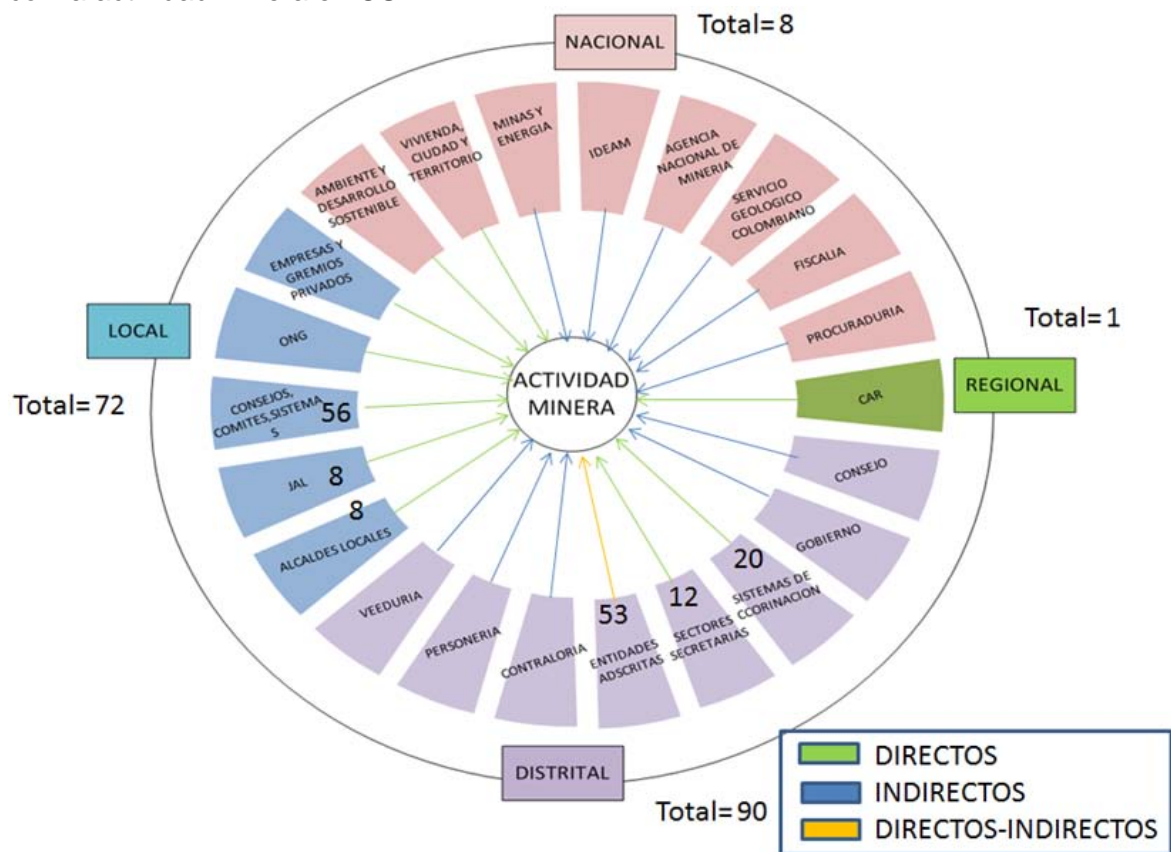 NACIONAL
Total= 8
MINAS Y
ENERGIA
IDEAM
AGENCIA
NACIONAL DE
MINERIA
SERVICIO
GEOLOGICO
COLOMBIANO
FISCALIA
PROCURADURIA
Total= 1
REGIONAL
CAR
CONSEJO
GOBIERNO
20
SISTEMAS DE
CCORINACION
12
SECTORES
SECRETARIAS
53
ENTIDADES
ADSCRITAS
CONTRALORIA
PERSONERIA
VEEDURIA
DISTRITAL
Total= 90
8
ALCALDES LOCALES
JAL
8
CONSEJOS,
COMITES,SISTEMA
S
56
ONG
EMPRESAS Y
GREMIOS
PRIVADOS
LOCAL
Total= 72
AMBIENTE Y
DESARROLLO
SOSTENIBLE
VIVIENDA,
CIUDAD Y
TERRITORIO
ACTIVIDAD
MINERA
DIRECTOS
INDIRECTOS
DIRECTOS-INDIRECTOS